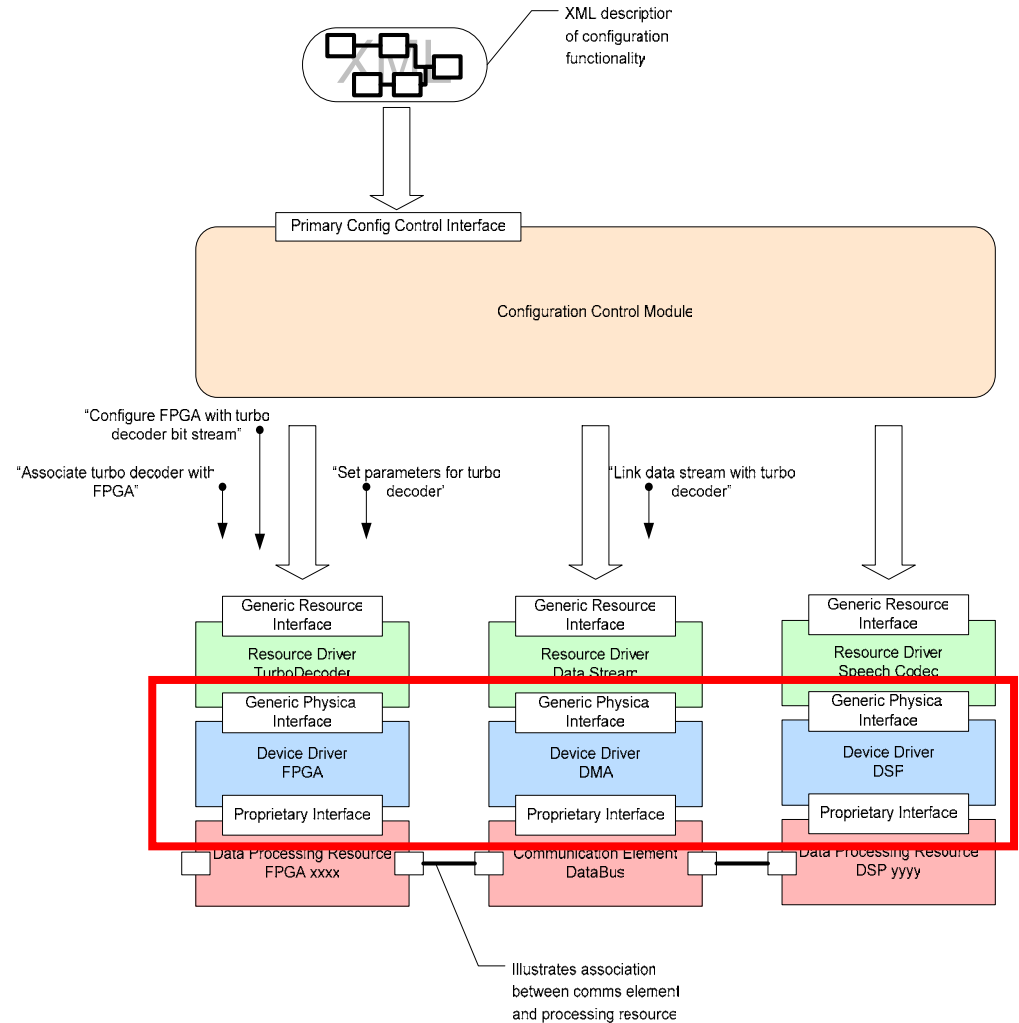 XML description
of configuration
functionality
XML
Primary Config Control Interface
Configuration Control Module
“Configure FPGA with turbo
decoder bit stream”
“Associate turbo decoder with
FPGA”
“Set parameters for turbo
decoder’
“Link data stream with turbo
decoder”
Generic Resource
Interface
Resource Driver
TurboDecoder
Generic Physica
Interface
Device Driver
FPGA
Proprietary Interface
Data Processing Resource
FPGA xxxx
Generic Resource
Interface
Resource Driver
Data Stream
Generic Physica
Interface
Device Driver
DMA
Proprietary Interface
Communication Element
DataBus
Generic Resource
Interface
Resource Driver
Speech Codec
Generic Physica
Interface
Device Driver
DSF
Proprietary Interface
Data Processing Resource
DSP yyyy
Illustrates association
between comms element
and processing resource